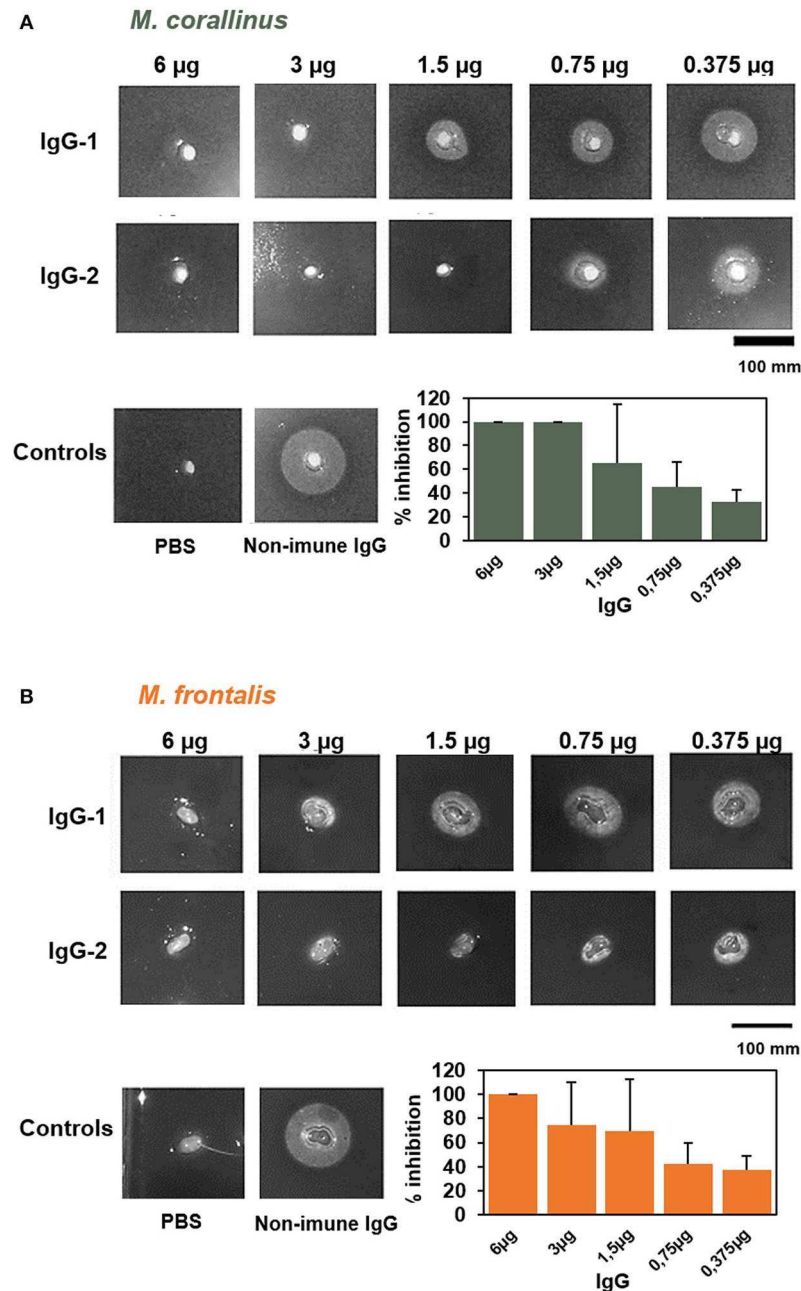 A
M. corallinus
6 µg 3 µg 1.5 µg 0.75 µg 0.375 µg
IgG-1
IgG-2
100 mm
Controls
PBS Non-imune IgG
% inhibition
120
100
80
60
40
20
0
6µg 3µg 1,5µg 0,75µg 0,375µg
IgG
B
M. frontalis
6 µg 3 µg 1.5 µg 0.75 µg 0.375 µg
IgG-1
IgG-2
100 mm
Controls
PBS Non-imune IgG
% inhibition
120
100
80
60
40
20
0
6µg 3µg 1,5µg 0,75µg 0,375µg
IgG